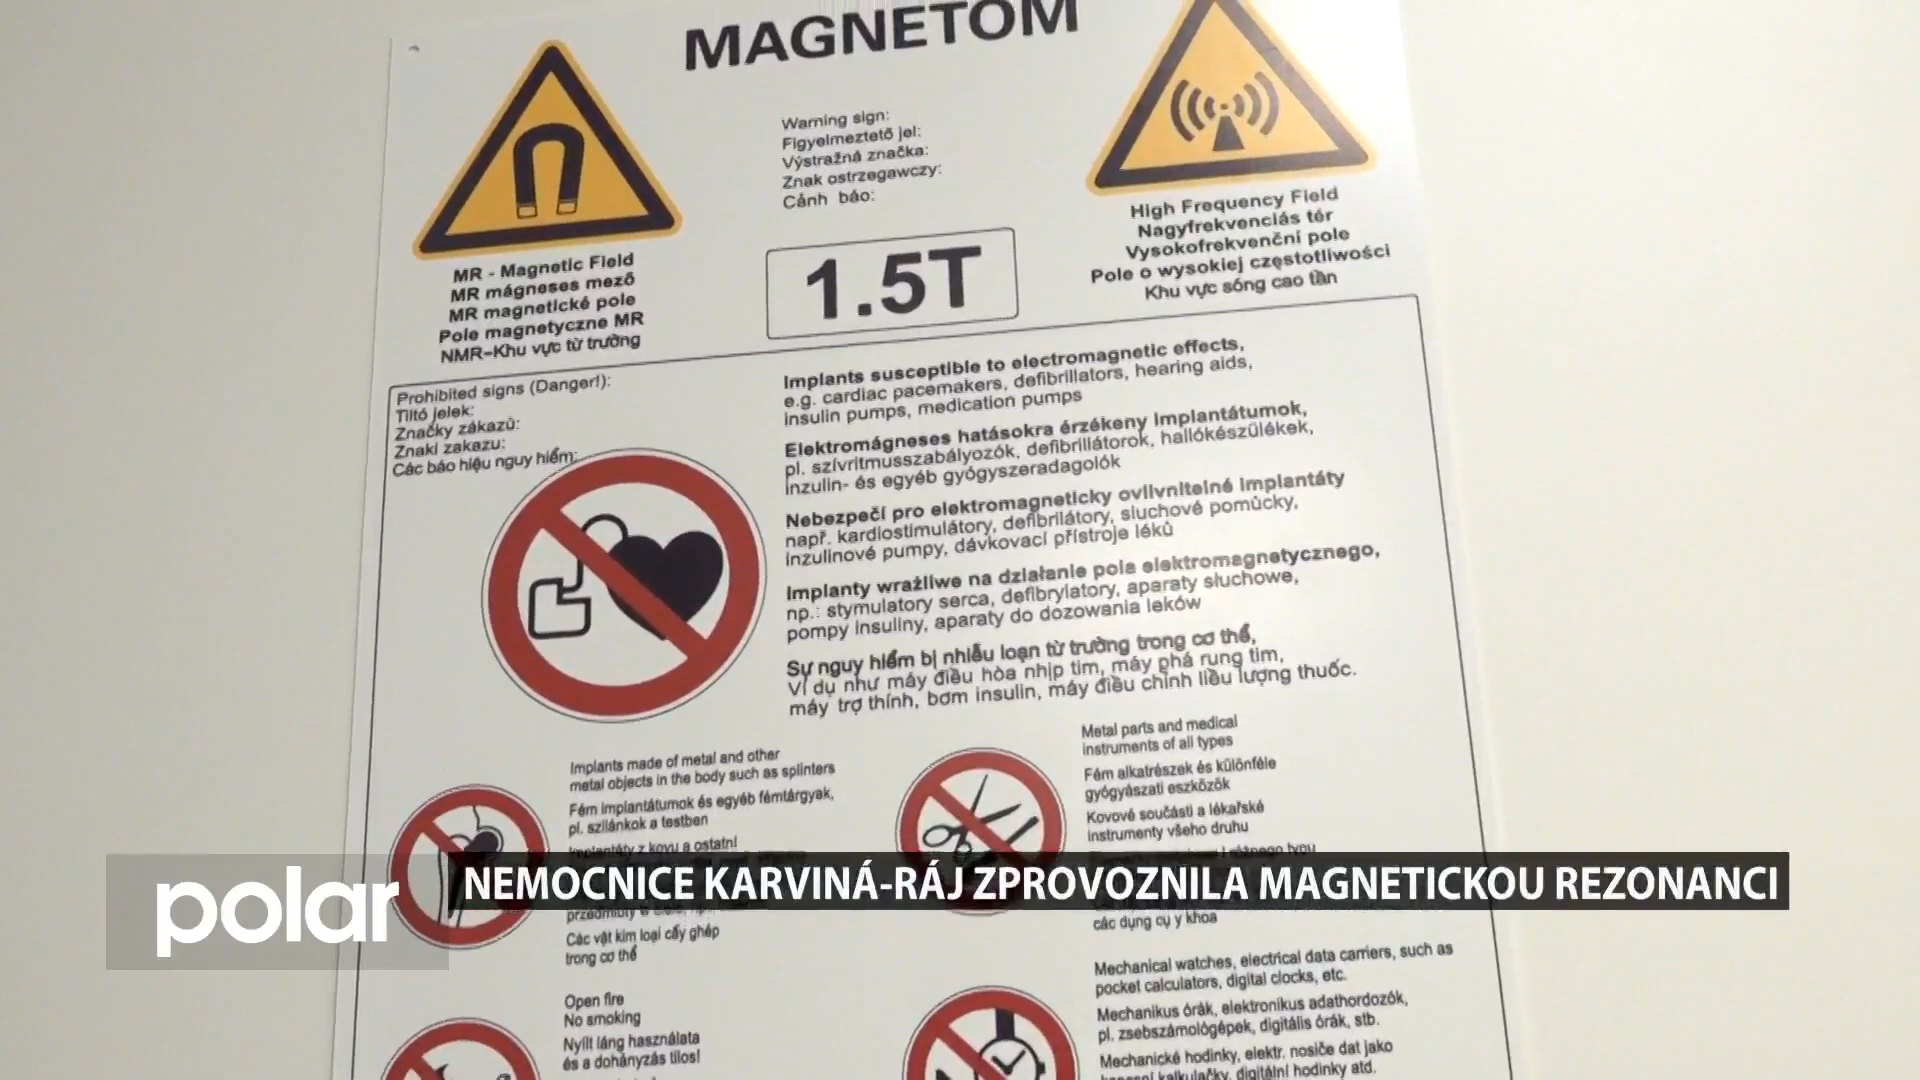 MAGNETOM
Warning sign:
Figyelmeztető jel:
Výstražná značka:
Znak ostrzegawczy:
Cảnh báo:
MR - Magnetic Field
MR mágneses mező
MR magnetické pole
Pole magnetyczne MR
NMR-Khu vực từ trường
1.5T
High Frequency Field
Nagyfrekvenciás tér
Vysokofrekvenční pole
Pole o wysokiej częstotliwości
Khu vực sóng cao tần
Prohibited signs (Danger!):
Tiltó jelek:
Značky zákazů:
Znaki zakazu:
Các báo hiệu nguy hiểm:
Implants susceptible to electromagnetic effects,
e.g. cardiac pacemakers, defibrillators, hearing aids,
insulin pumps, medication pumps
Elektromágneses hatásokra érzékeny implantátumok,
pl. szívritmusszabályozók, defibrillátorok, hallókészülékek,
inzulin- és egyéb gyógyszeradagolók
Nebezpečí pro elektromagneticky ovlivnitelné implantáty
např. kardiostimulátory, defibrilátory, sluchové pomůcky,
inzulinové pumpy, dávkovací přístroje léků
Implanty wrażliwe na działanie pola elektromagnetycznego,
np.: stymulatory serca, defibrylatory, aparaty słuchowe,
pompy insuliny, aparaty do dozowania leków
Sự nguy hiểm bị nhiễu loạn từ trường trong cơ thể,
Ví dụ như máy điều hòa nhịp tim, máy phá rung tim,
máy trợ thính, bơm insulin, máy điều chỉnh liều lượng thuốc.
Implants made of metal and other
metal objects in the body such as splinters
Fém implantátumok és egyéb fémtárgyak,
pl. szilánkok a testben
Implantáty z kovu a ostatní
przedmioty w
Các vật kim loại cấy ghép
trong cơ thể
Metal parts and medical
instruments of all types
Fém alkatrészek és különféle
gyógyászati eszközök
Kovové součásti a lékařské
instrumenty všeho druhu
różnego typu
các dụng cụ y khoa
polar
NEMOCNICE KARVINÁ-RÁJ ZPROVOZNILA MAGNETICKOU REZONANCI
Open fire
No smoking
Nyílt láng használata
és a dohányzás tilos!
Mechanical watches, electrical data carriers, such as
pocket calculators, digital clocks, etc.
Mechanikus órák, elektronikus adathordozók,
pl. zsebszámológépek, digitális órák, stb.
Mechanické hodinky, elektr. nosiče dat jako
kalkulačky, digitální hodinky atd.